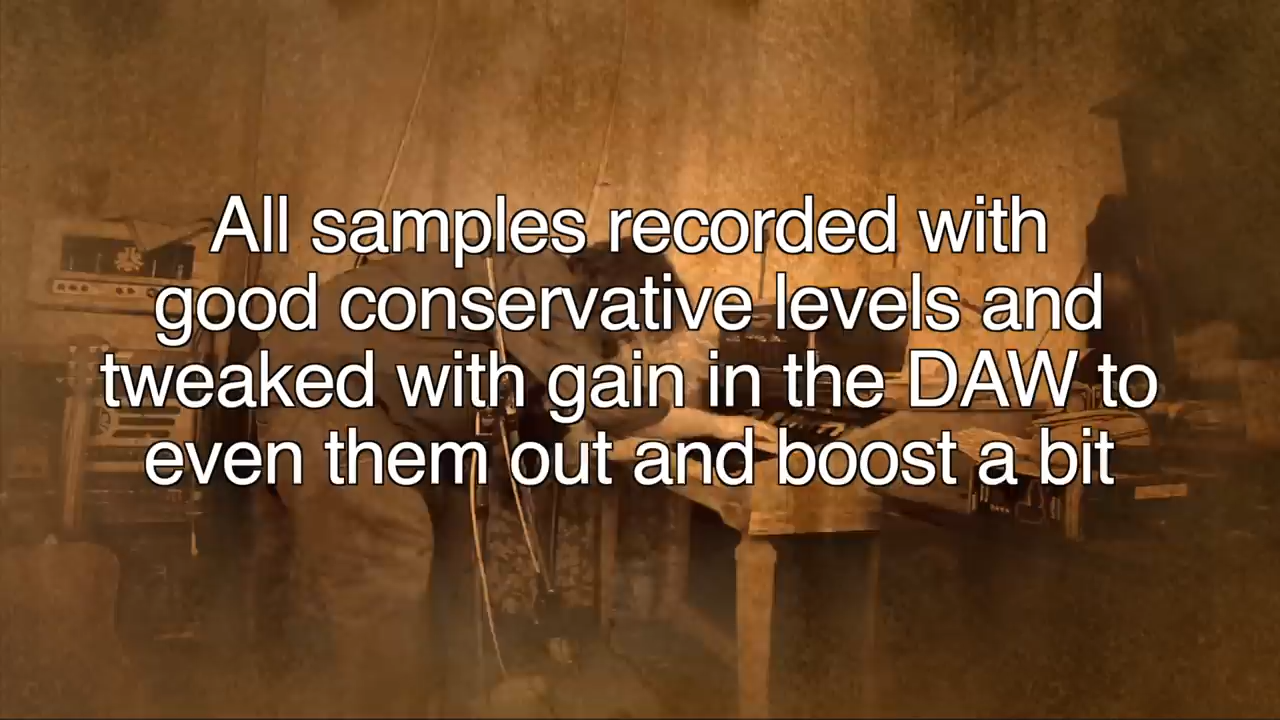 All samples recorded with
good conservative levels and
tweaked with gain in the DAW to
even them out and boost a bit